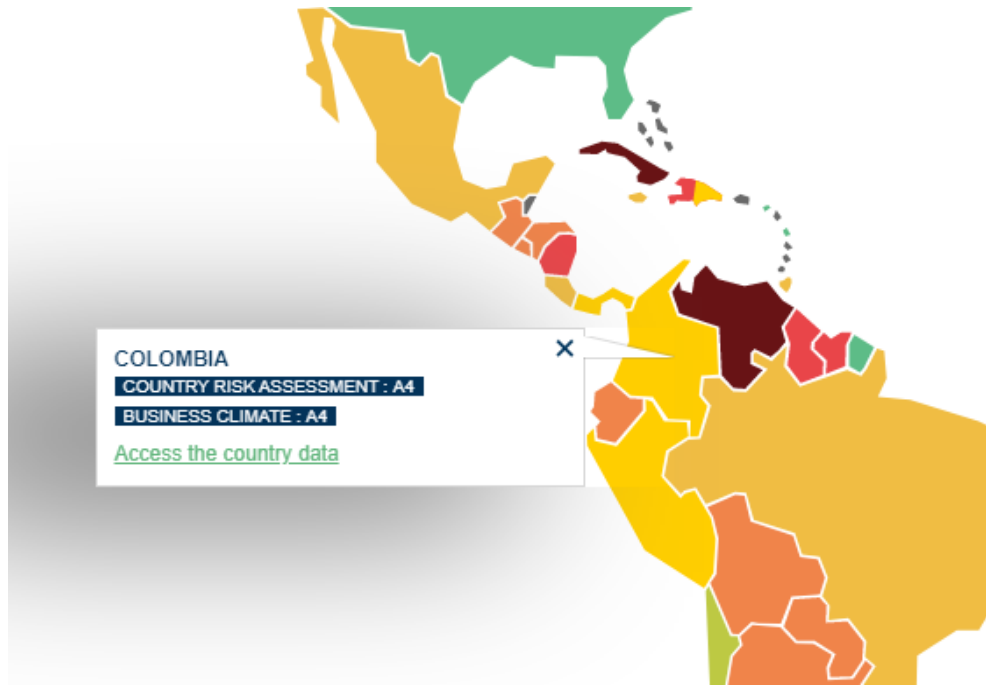 COLOMBIA
COUNTRY RISK ASSESSMENT : A4
BUSINESS CLIMATE : A4
Access the country data